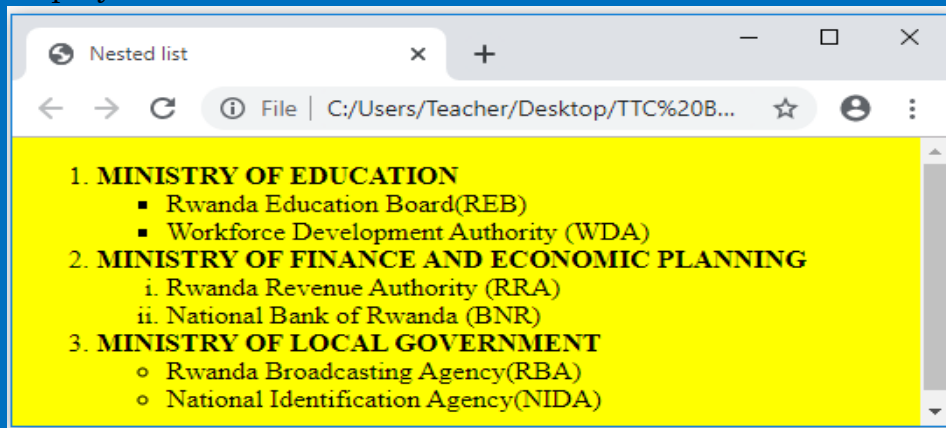 Nested list
File | C:/Users/Teacher/Desktop/TTC%20B...
1. MINISTRY OF EDUCATION
▪ Rwanda Education Board(REB)
▪ Workforce Development Authority (WDA)
2. MINISTRY OF FINANCE AND ECONOMIC PLANNING
i. Rwanda Revenue Authority (RRA)
ii. National Bank of Rwanda (BNR)
3. MINISTRY OF LOCAL GOVERNMENT
o Rwanda Broadcasting Agency(RBA)
o National Identification Agency(NIDA)